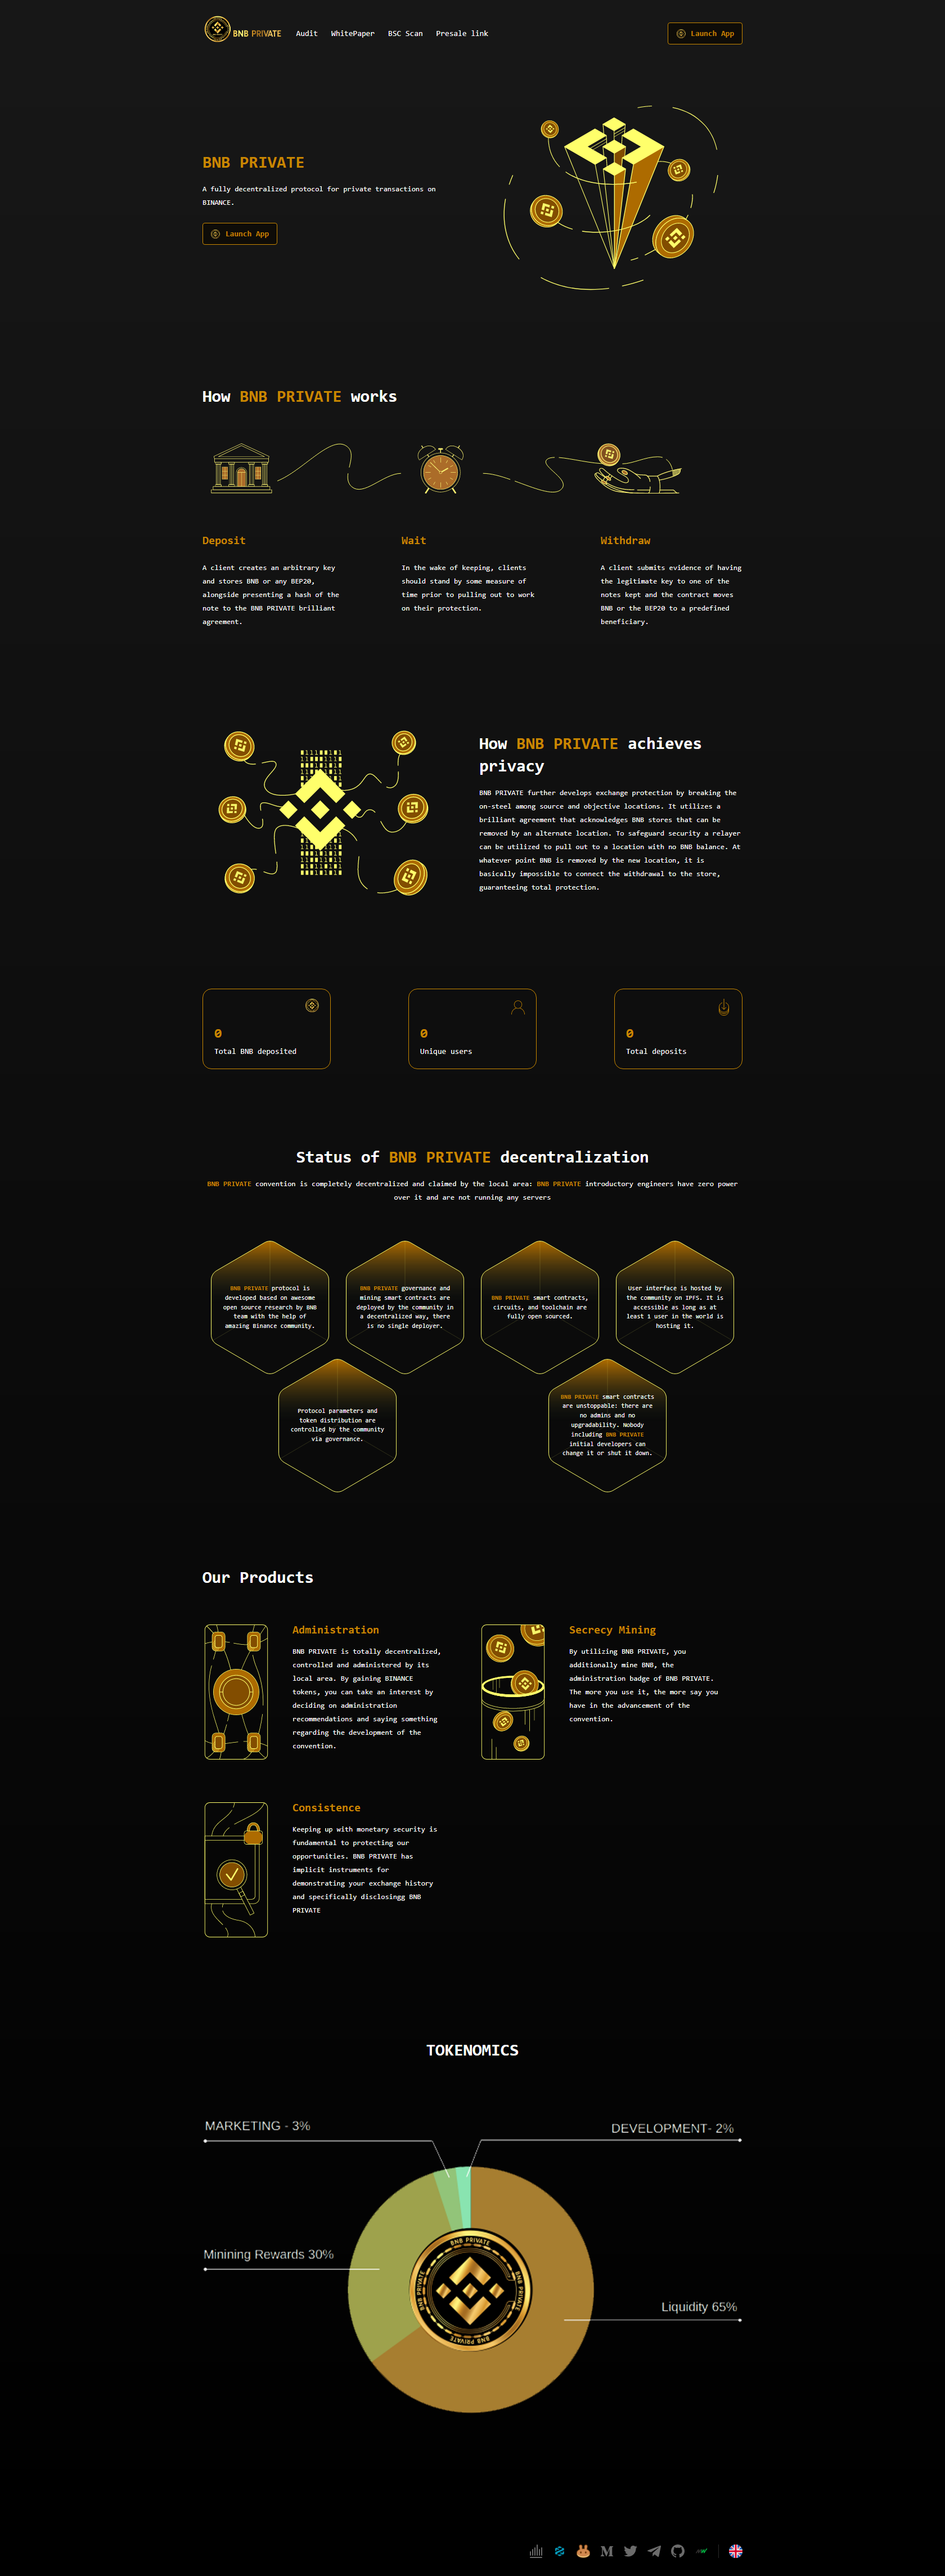 BNB PRIVATE
Audit
WhitePaper
BSC Scan
Presale link
Launch App
BNB PRIVATE
A fully decentralized protocol for private transactions on
BINANCE.
Launch App
How BNB PRIVATE works
Deposit
A client creates an arbitrary key
and stores BNB or any BEP20,
alongside presenting a hash of the
note to the BNB PRIVATE brilliant
agreement.
Wait
In the wake of keeping, clients
should stand by some measure of
time prior to pulling out to work
on their protection.
Withdraw
A client submits evidence of having
the legitimate key to one of the
notes kept and the contract moves
BNB or the BEP20 to a predefined
beneficiary.
How BNB PRIVATE achieves
privacy
BNB PRIVATE further develops exchange protection by breaking the
on-steel among source and objective locations. It utilizes a
brilliant agreement that acknowledges BNB stores that can be
removed by an alternate location. To safeguard security a relayer
can be utilized to pull out to a location with no BNB balance. At
whatever point BNB is removed by the new location, it is
basically impossible to connect the withdrawal to the store,
guaranteeing total protection.
0
Total BNB deposited
0
Unique users
0
Total deposits
Status of BNB PRIVATE decentralization
BNB PRIVATE convention is completely decentralized and claimed by the local area: BNB PRIVATE introductory engineers have zero power
over it and are not running any servers
BNB PRIVATE protocol is
developed based on awesome
open source research by BNB
team with the help of
amazing Binance community.
BNB PRIVATE governance and
mining smart contracts are
deployed by the community in
a decentralized way, there
is no single deployer.
BNB PRIVATE smart contracts,
circuits, and toolchain are
fully open sourced.
User interface is hosted by
the community on IPFS. It is
accessible as long as at
least 1 user in the world is
hosting it.
Protocol parameters and
token distribution are
controlled by the community
via governance.
BNB PRIVATE smart contracts
are unstoppable: there are
no admins and no
upgradability. Nobody
including BNB PRIVATE
initial developers can
change it or shut it down.
Our Products
Administration
BNB PRIVATE is totally decentralized,
controlled and administered by its
local area. By gaining BINANCE
tokens, you can take an interest by
deciding on administration
recommendations and saying something
regarding the development of the
convention.
Secrecy Mining
By utilizing BNB PRIVATE, you
additionally mine BNB, the
administration badge of BNB PRIVATE.
The more you use it, the more say you
have in the advancement of the
convention.
Consistence
Keeping up with monetary security is
fundamental to protecting our
opportunities. BNB PRIVATE has
implicit instruments for
demonstrating your exchange history
and specifically disclosingg BNB
PRIVATE
TOKENOMICS
MARKETING - 3%
DEVELOPMENT- 2%
Minining Rewards 30%
Liquidity 65%
BNB PRIVATE
BNB PRIVATE
BNB PRIVATE
BNB PRIVATE